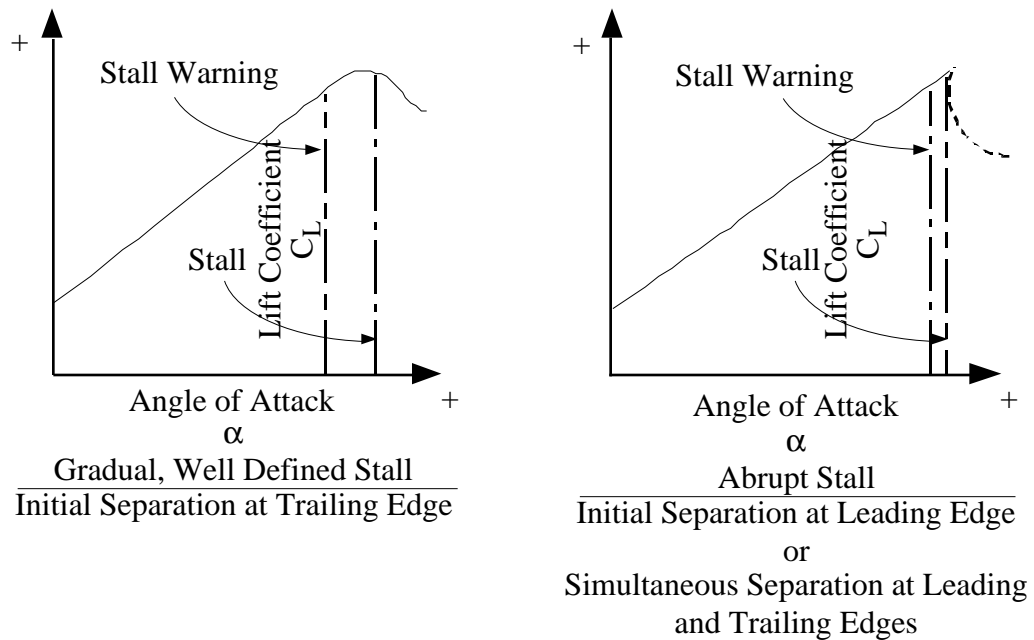 +
Stall Warning
Lift Coefficient
C_L
Stall
Angle of Attack
+
α
Gradual, Well Defined Stall
Initial Separation at Trailing Edge
+
Stall Warning
Lift Coefficient
C_L
Stall
Angle of Attack
+
α
Abrupt Stall
Initial Separation at Leading Edge
or
Simultaneous Separation at Leading
and Trailing Edges